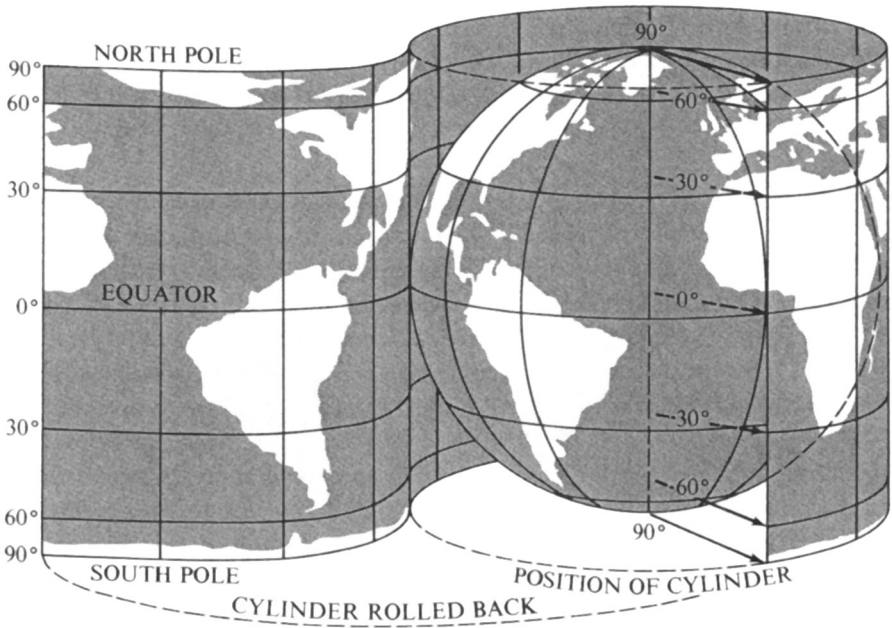 NORTH POLE
90°
60°
30°
EQUATOR
0°
30°
60°
90°
SOUTH POLE
CYLINDER ROLLED BACK
90°
60°
30°
0°
30°
60°
90°
POSITION OF CYLINDER